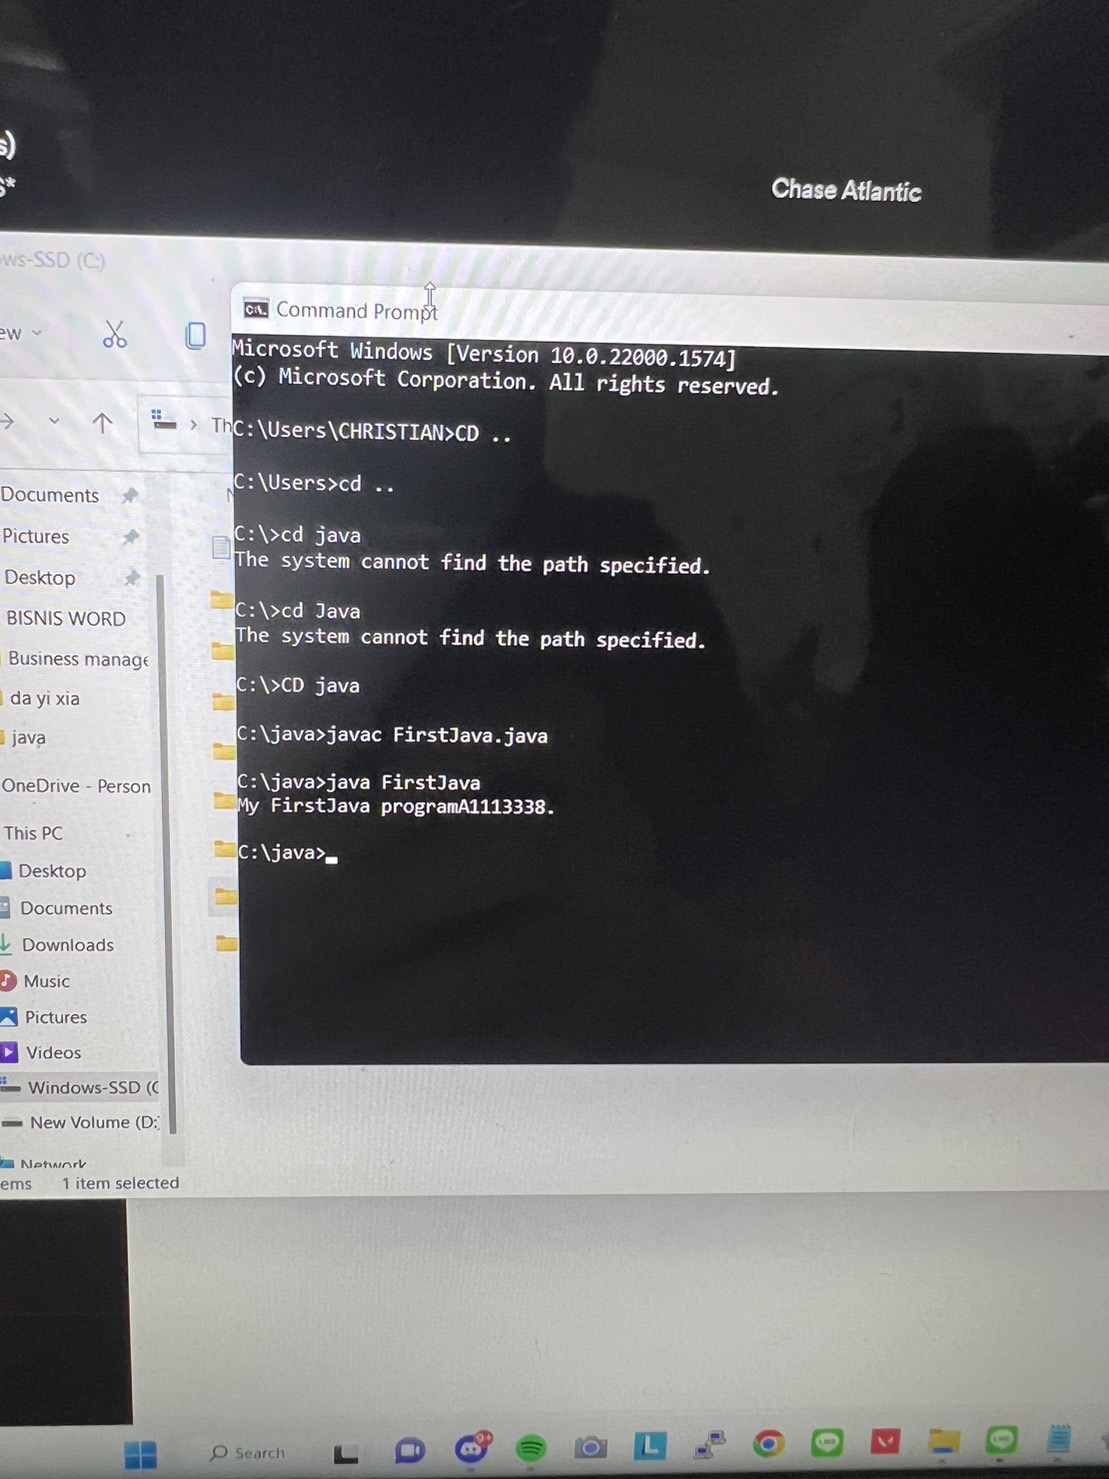 s)
s*
Chase Atlantic
ws-SSD (C:)
Command Prompt
ew
Microsoft Windows [Version 10.0.22000.1574]
(c) Microsoft Corporation. All rights reserved.
Th
C:\Users\CHRISTIAN>CD ..
C:\Users>cd ..
C:\>cd java
The system cannot find the path specified.
C:\>cd Java
The system cannot find the path specified.
C:\>CD java
C:\java>javac FirstJava.java
C:\java>java FirstJava
My FirstJava programA1113338.
C:\java>
Documents
Pictures
Desktop
BISNIS WORD
Business manage
da yi xia
java
OneDrive - Person
This PC
Desktop
Documents
Downloads
Music
Pictures
Videos
Windows-SSD (C
New Volume (D:
Network
ems 1 item selected
Search
9+
L
LINE
LINE